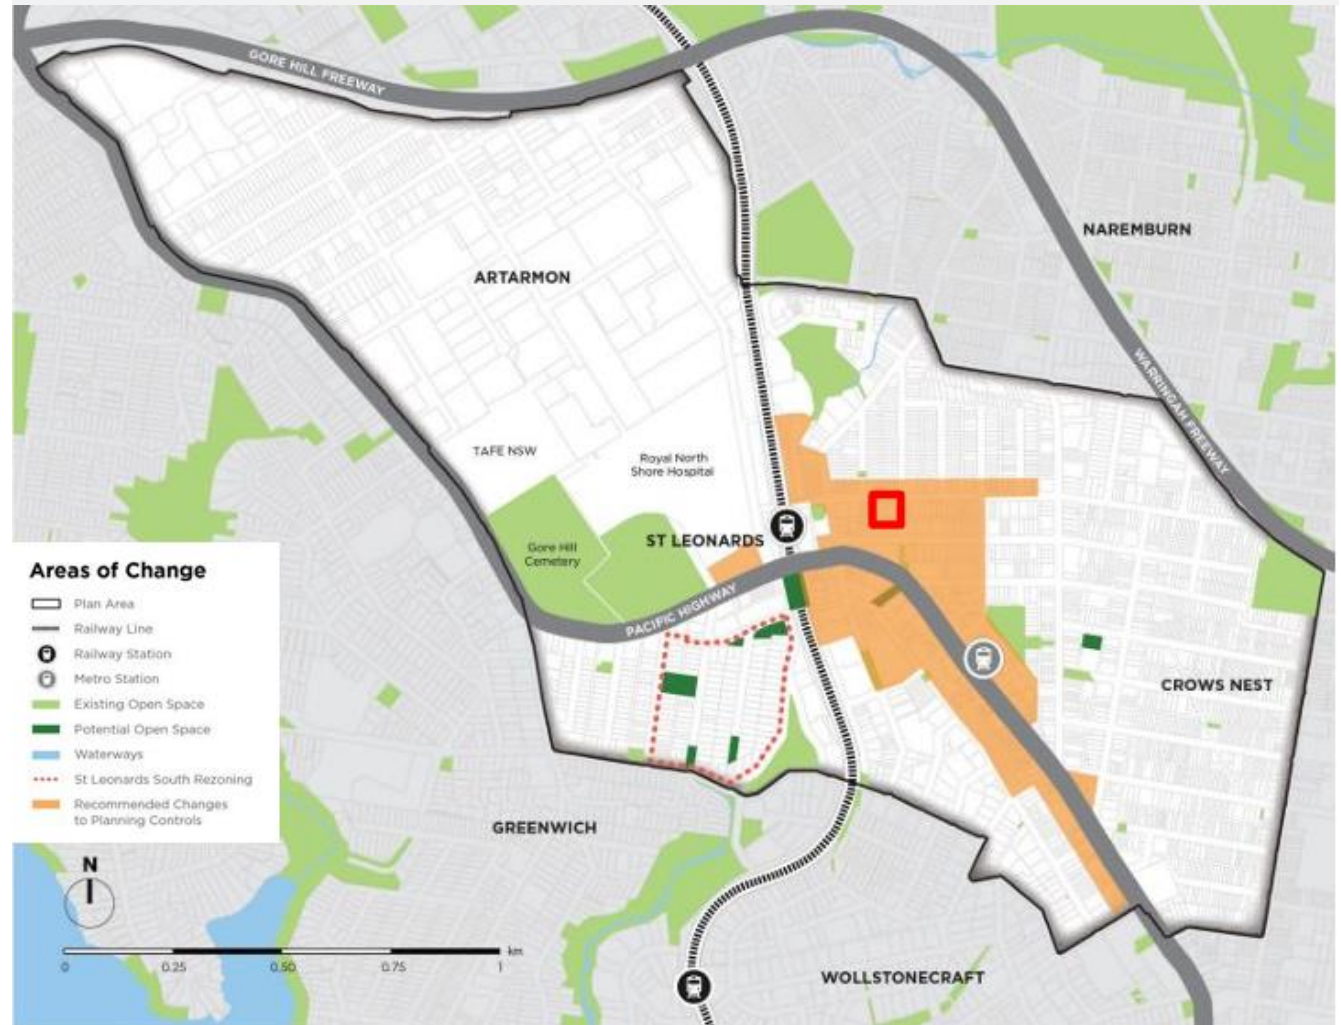 GORE HILL FREEWAY
NAREMBURN
ARTARMON
WARRINGAH FREEWAY
TAFE NSW
Royal North
Shore Hospital
ST LEONARDS
Gore Hill
Cemetery
PACIFIC HIGHWAY
CROWS NEST
Areas of Change
Plan Area
Railway Line
Railway Station
Metro Station
Existing Open Space
Potential Open Space
Waterways
St Leonards South Rezoning
Recommended Changes
to Planning Controls
GREENWICH
N
km
0 0.25 0.50 0.75 1
WOLLSTONECRAFT